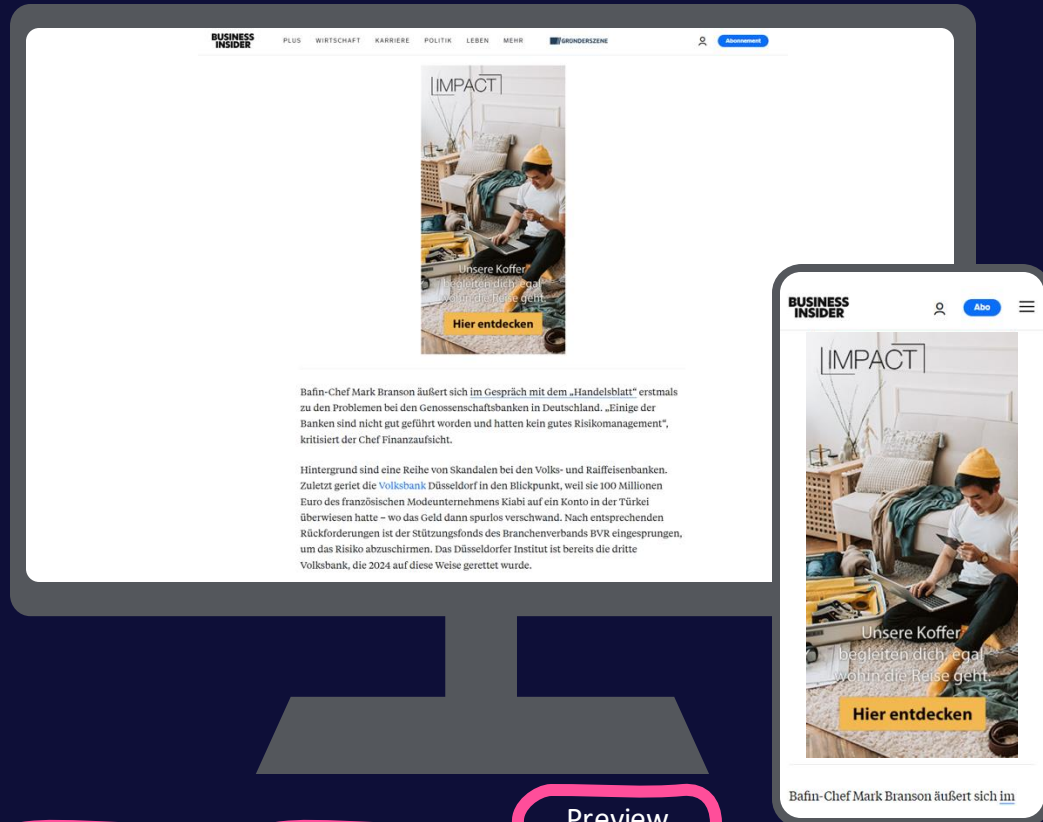 BUSINESS
INSIDER
PLUS WIRTSCHAFT KARRIERE POLITIK LEBEN MEHR GRÜNDERSZENE
Abonnement
IMPACT
Unsere Koffer
begleiten dich, egal
wohin die Reise geht.
Hier entdecken
Bafin-Chef Mark Branson äußert sich im Gespräch mit dem „Handelsblatt“ erstmals
zu den Problemen bei den Genossenschaftsbanken in Deutschland. „Einige der
Banken sind nicht gut geführt worden und hatten kein gutes Risikomanagement”,
kritisiert der Chef Finanzaufsicht.
Hintergrund sind eine Reihe von Skandalen bei den Volks- und Raiffeisenbanken.
Zuletzt geriet die Volksbank Düsseldorf in den Blickpunkt, weil sie 100 Millionen
Euro des französischen Modeunternehmens Kiabi auf ein Konto in der Türkei
überwiesen hatte – wo das Geld dann spurlos verschwand. Nach entsprechenden
Rückforderungen ist der Stützungsfonds des Branchenverbands BVR eingesprungen,
um das Risiko abzuschirmen. Das Düsseldorfer Institut ist bereits die dritte
Volksbank, die 2024 auf diese Weise gerettet wurde.
BUSINESS
INSIDER
Abo
IMPACT
Unsere Koffer
begleiten dich, egal
wohin die Reise geht.
Hier entdecken
Bafin-Chef Mark Branson äußert sich im
Preview